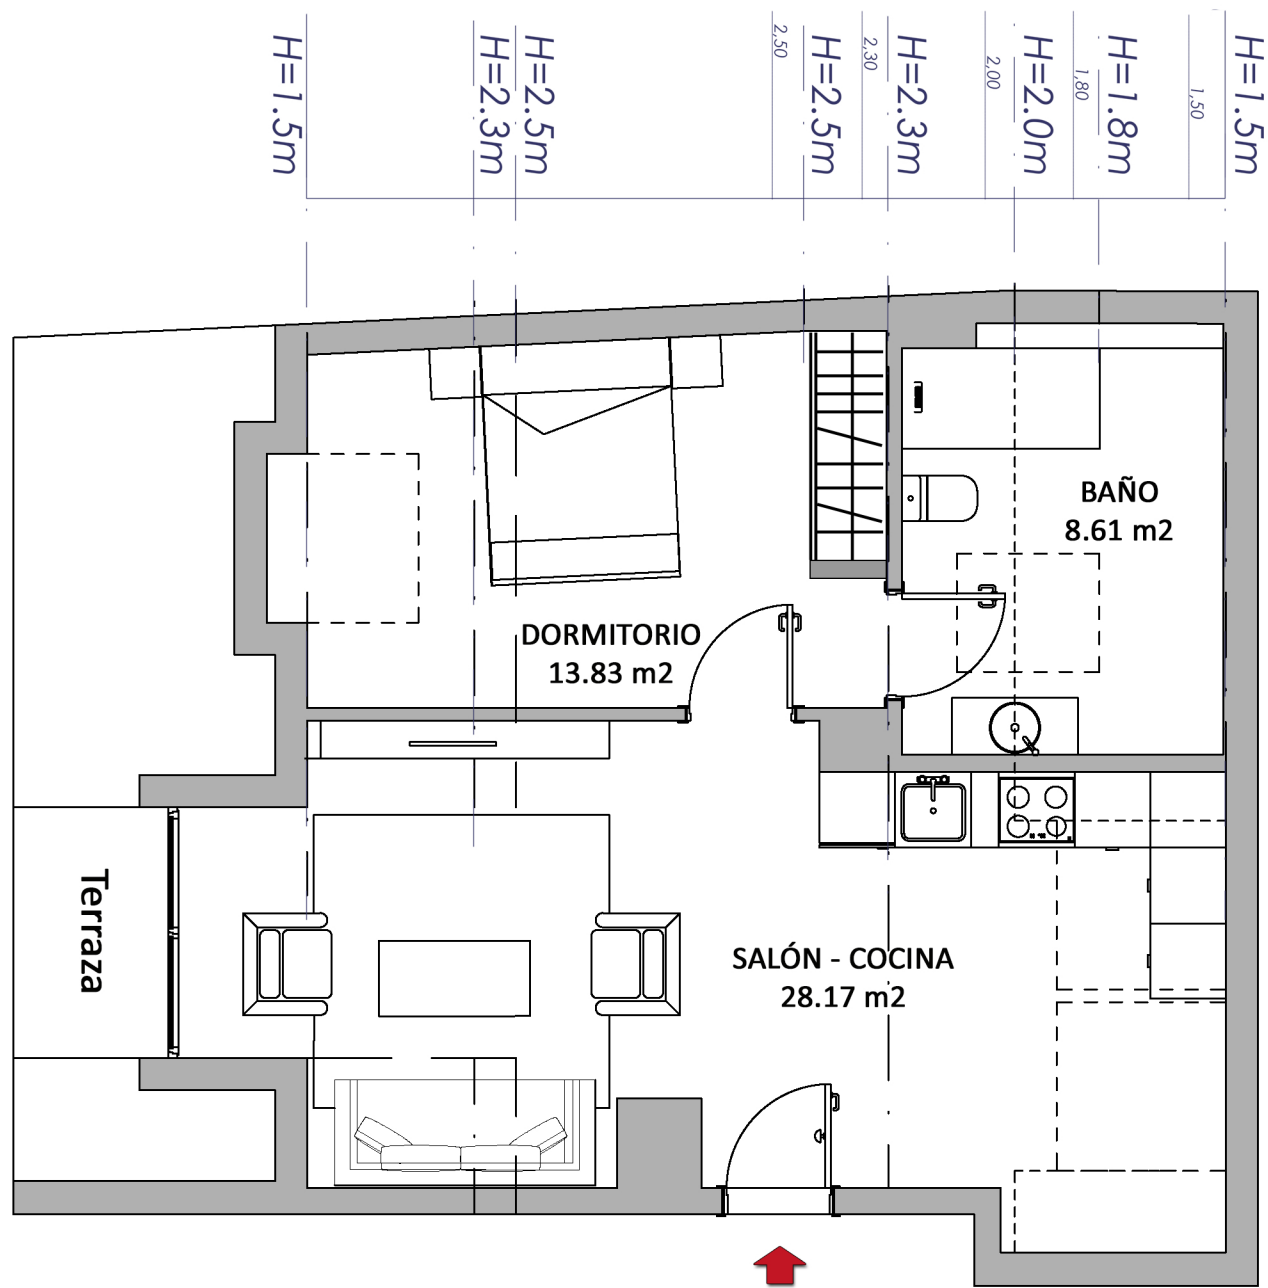 H=1.5m
H=2.3m
H=2.5m
2,50
H=2.5m
2,30
H=2.3m
2,00
H=2.0m
1,80
H=1.8m
1,50
H=1.5m
BAÑO
8.61 m2
DORMITORIO
13.83 m2
Terraza
SALÓN - COCINA
28.17 m2